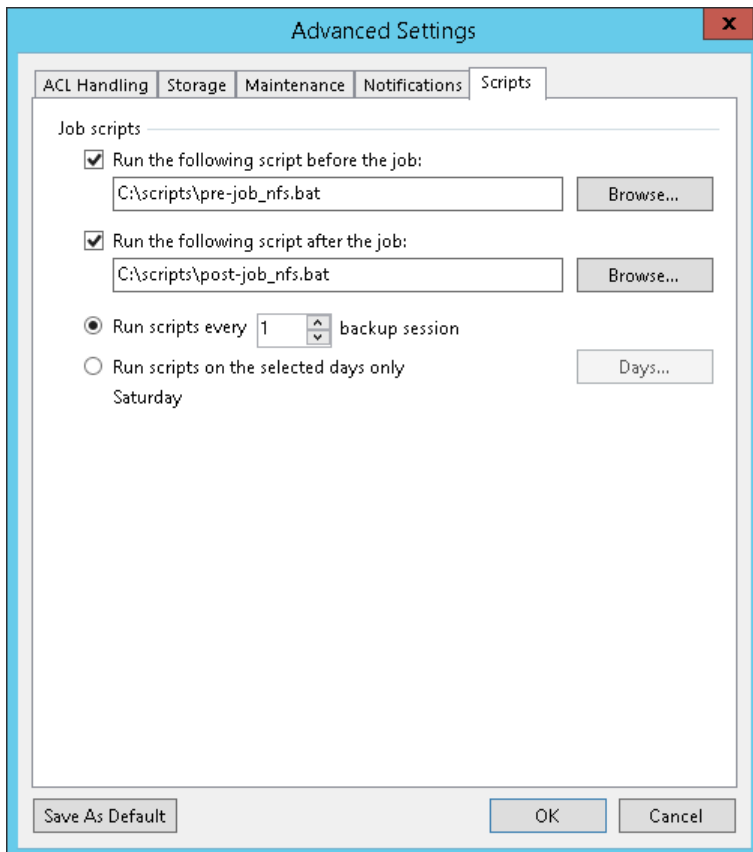 Advanced Settings
x
ACL Handling Storage Maintenance Notifications Scripts
Job scripts
Run the following script before the job:
C:\scripts\pre-job_nfs.bat Browse...
Run the following script after the job:
C:\scripts\post-job_nfs.bat Browse...
Run scripts every 1 backup session
Run scripts on the selected days only Days...
Saturday
Save As Default OK Cancel